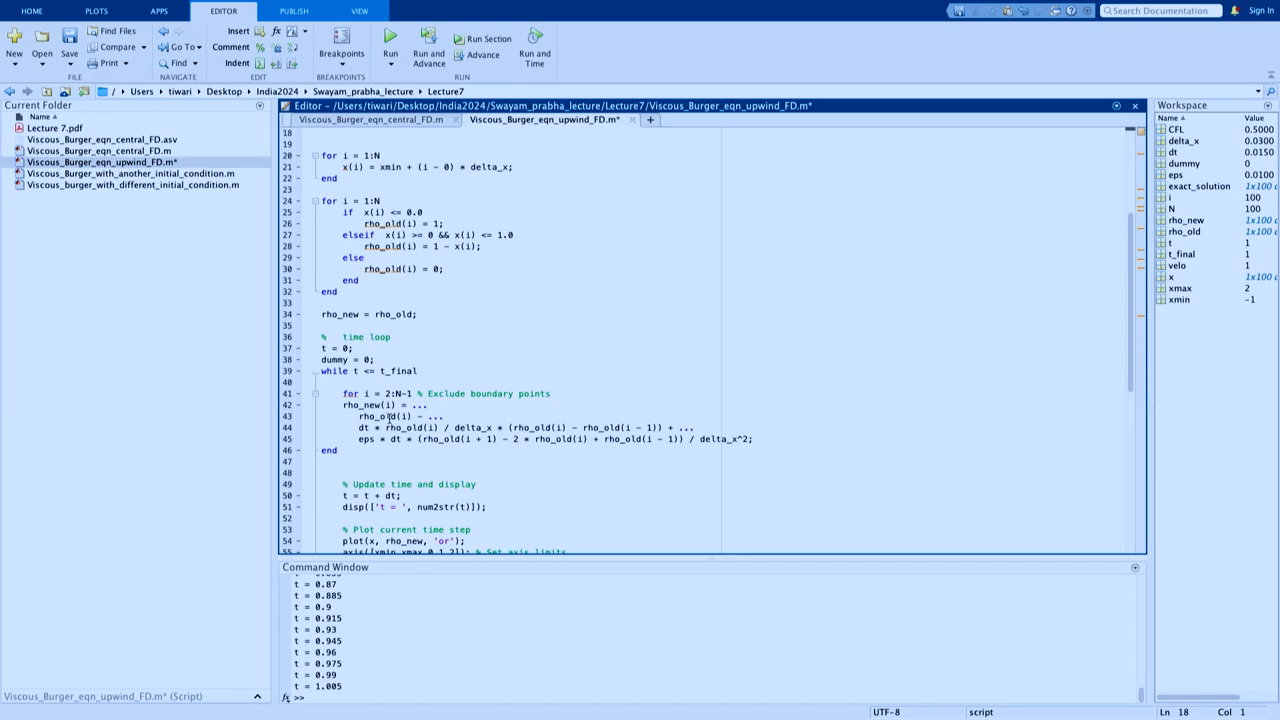 HOME PLOTS APPS EDITOR PUBLISH VIEW
Search Documentation Sign In
New Open Save
Find Files
Compare
Print
Go To
Find
Insert fx
Comment %
Indent
Breakpoints
Run
Run and Advance
Run Section
Advance
Run and Time
FILE NAVIGATE EDIT BREAKPOINTS RUN
/ Users tiwari Desktop India2024 Swayam_prabha_lecture Lecture7
Current Folder
Name
Lecture 7.pdf
Viscous_Burger_eqn_central_FD.asv
Viscous_Burger_eqn_central_FD.m
Viscous_Burger_eqn_upwind_FD.m*
Viscous_Burger_with_another_initial_condition.m
Viscous_burger_with_different_initial_condition.m
Viscous_Burger_eqn_upwind_FD.m* (Script)
Editor - /Users/tiwari/Desktop/India2024/Swayam_prabha_lecture/Lecture7/Viscous_Burger_eqn_upwind_FD.m*
Viscous_Burger_eqn_central_FD.m Viscous_Burger_eqn_upwind_FD.m*
18
19
20 for i = 1:N
21 x(i) = xmin + (i - 0) * delta_x;
22 end
23
24 for i = 1:N
25 if x(i) <= 0.0
26 rho_old(i) = 1;
27 elseif x(i) >= 0 && x(i) <= 1.0
28 rho_old(i) = 1 - x(i);
29 else
30 rho_old(i) = 0;
31 end
32 end
33
34 rho_new = rho_old;
35
36 % time loop
37 t = 0;
38 dummy = 0;
39 while t <= t_final
40
41 for i = 2:N-1 % Exclude boundary points
42 rho_new(i) = ...
43 rho_old(i) - ...
44 dt * rho_old(i) / delta_x * (rho_old(i) - rho_old(i - 1)) + ...
45 eps * dt * (rho_old(i + 1) - 2 * rho_old(i) + rho_old(i - 1)) / delta_x^2;
46 end
47
48
49 % Update time and display
50 t = t + dt;
51 disp(['t = ', num2str(t)]);
52
53 % Plot current time step
54 plot(x, rho_new, 'or');
55 axis([xmin xmax 0 1.2]); % Set axis limits
Command Window
t = 0.87
t = 0.885
t = 0.9
t = 0.915
t = 0.93
t = 0.945
t = 0.96
t = 0.975
t = 0.99
t = 1.005
fx >>
Workspace
Name Value
CFL 0.5000
delta_x 0.0300
dt 0.0150
dummy 0
eps 0.0100
exact_solution 1x100
i 100
N 100
rho_new 1x100
rho_old 1x100
t 1
t_final 1
velo 1
x 1x100
xmax 2
xmin -1
UTF-8 script Ln 18 Col 1